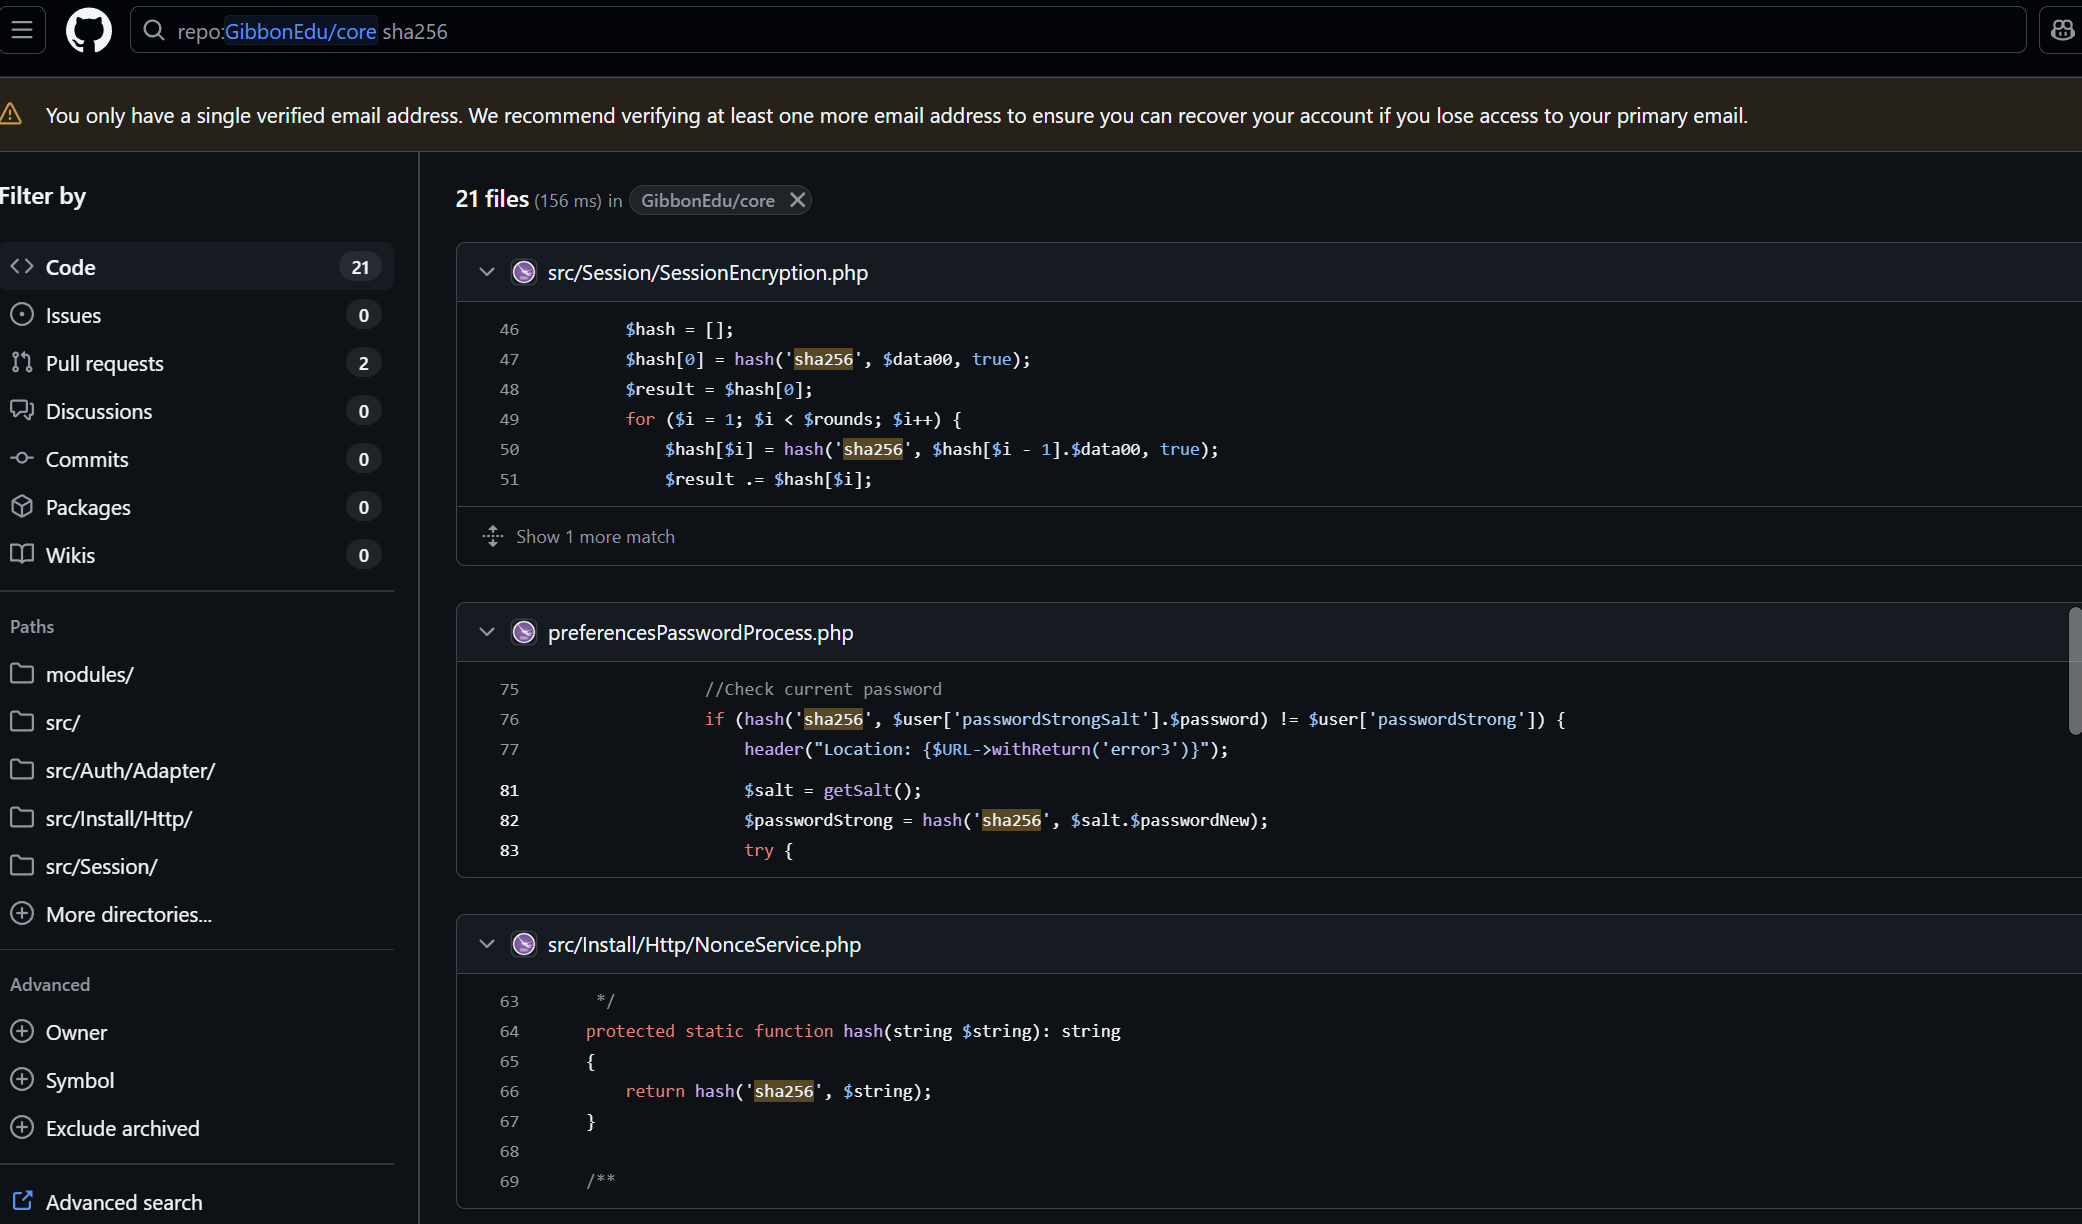 repo:GibbonEdu/core sha256
You only have a single verified email address. We recommend verifying at least one more email address to ensure you can recover your account if you lose access to your primary email.
Filter by
Code 21
Issues 0
Pull requests 2
Discussions 0
Commits 0
Packages 0
Wikis 0
Paths
modules/
src/
src/Auth/Adapter/
src/Install/Http/
src/Session/
More directories...
Advanced
Owner
Symbol
Exclude archived
Advanced search
21 files (156 ms) in GibbonEdu/core
src/Session/SessionEncryption.php
46 $hash = [];
47 $hash[0] = hash('sha256', $data00, true);
48 $result = $hash[0];
49 for ($i = 1; $i < $rounds; $i++) {
50 $hash[$i] = hash('sha256', $hash[$i - 1].$data00, true);
51 $result .= $hash[$i];
Show 1 more match
preferencesPasswordProcess.php
75 //Check current password
76 if (hash('sha256', $user['passwordStrongSalt'].$password) != $user['passwordStrong']) {
77 header("Location: {$URL->withReturn('error3')}");
81 $salt = getSalt();
82 $passwordStrong = hash('sha256', $salt.$passwordNew);
83 try {
src/Install/Http/NonceService.php
63 */
64 protected static function hash(string $string): string
65 {
66 return hash('sha256', $string);
67 }
68
69 /**